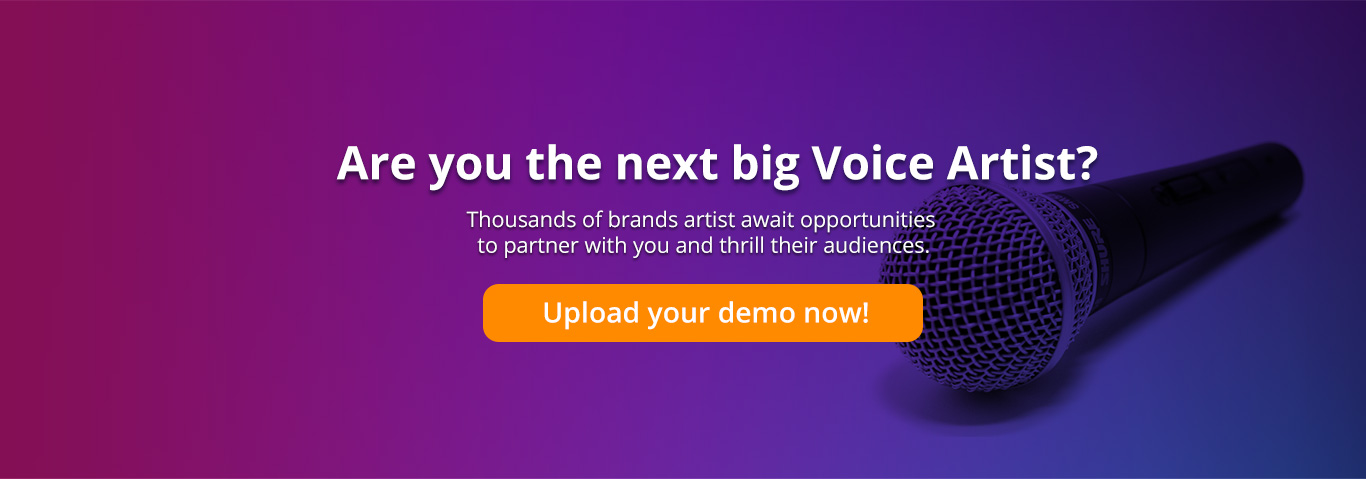 Are you the next big Voice Artist?
Thousands of brands artist await opportunities
to partner with you and thrill their audiences.
Upload your demo now!
SHURE